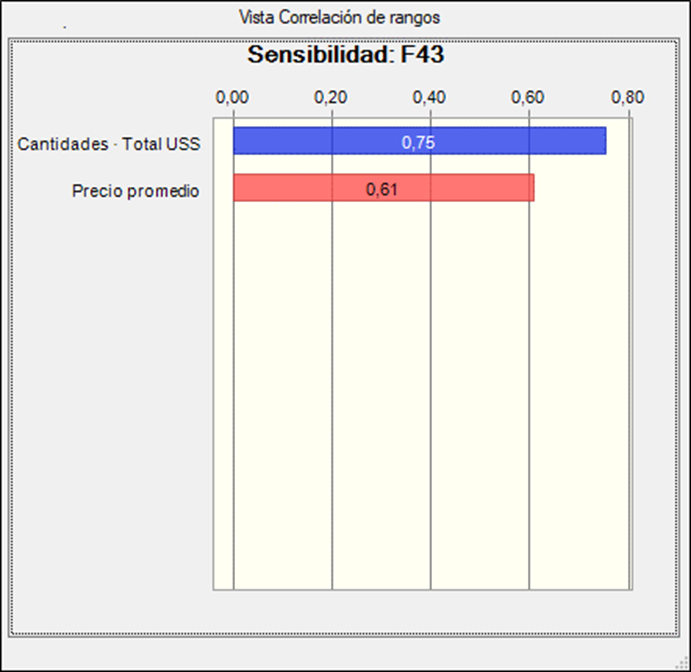 Vista Correlación de rangos
Sensibilidad: F43
0,00 0,20 0,40 0,60 0,80
Cantidades - Total USS 0,75
Precio promedio 0,61